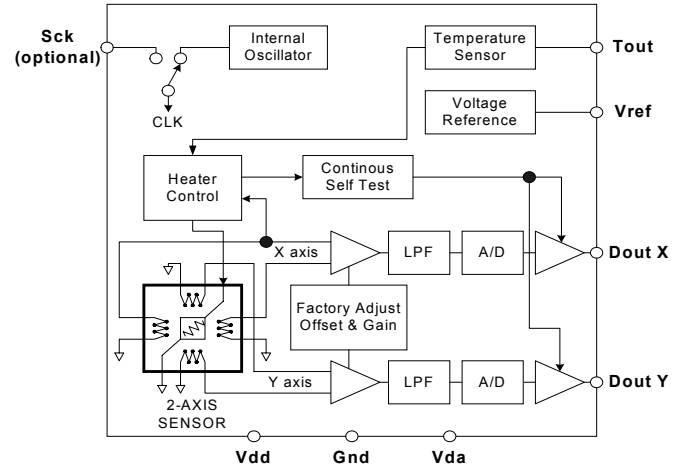 Sck
(optional)
Internal
Oscillator
Temperature
Sensor
Tout
CLK
Voltage
Reference
Vref
Heater
Control
Continous
Self Test
X axis
LPF
A/D
Dout X
Factory Adjust
Offset & Gain
Y axis
LPF
A/D
Dout Y
2-AXIS
SENSOR
Vdd
Gnd
Vda